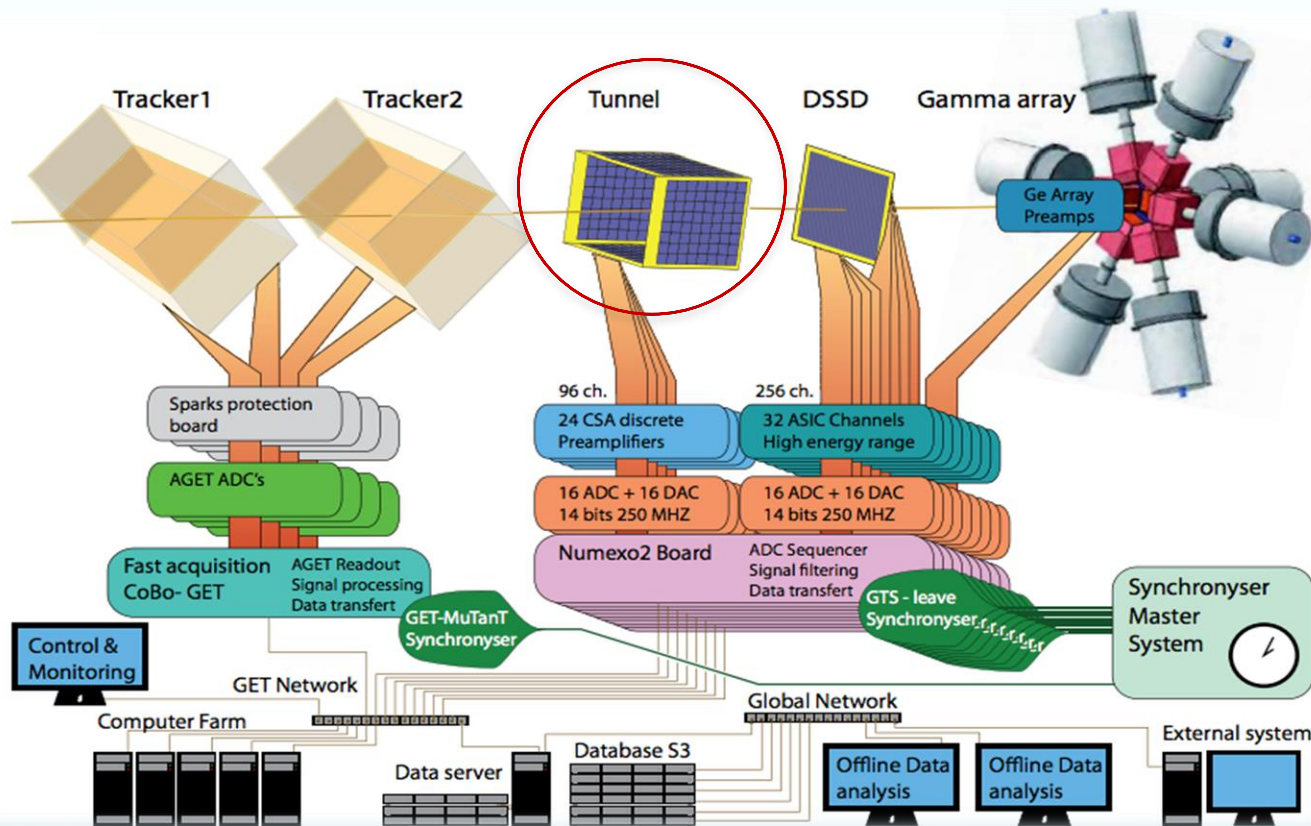 Tracker1
Tracker2
Tunnel
DSSD
Gamma array
Ge Array
Preamps
96 ch.
256 ch.
Sparks protection
board
24 CSA discrete
Preamplifiers
32 ASIC Channels
High energy range
AGET ADC's
16 ADC + 16 DAC
14 bits 250 MHZ
16 ADC + 16 DAC
14 bits 250 MHZ
Fast acquisition
CoBo- GET
AGET Readout
Signal processing
Data transfert
Numexo2 Board
ADC Sequencer
Signal filtering
Data transfert
GET-MuTanT
Synchronyser
GTS - leave
Synchronyser
Synchronyser
Master
System
Control &
Monitoring
GET Network
Global Network
Computer Farm
Data server
Database S3
Offline Data
analysis
Offline Data
analysis
External system